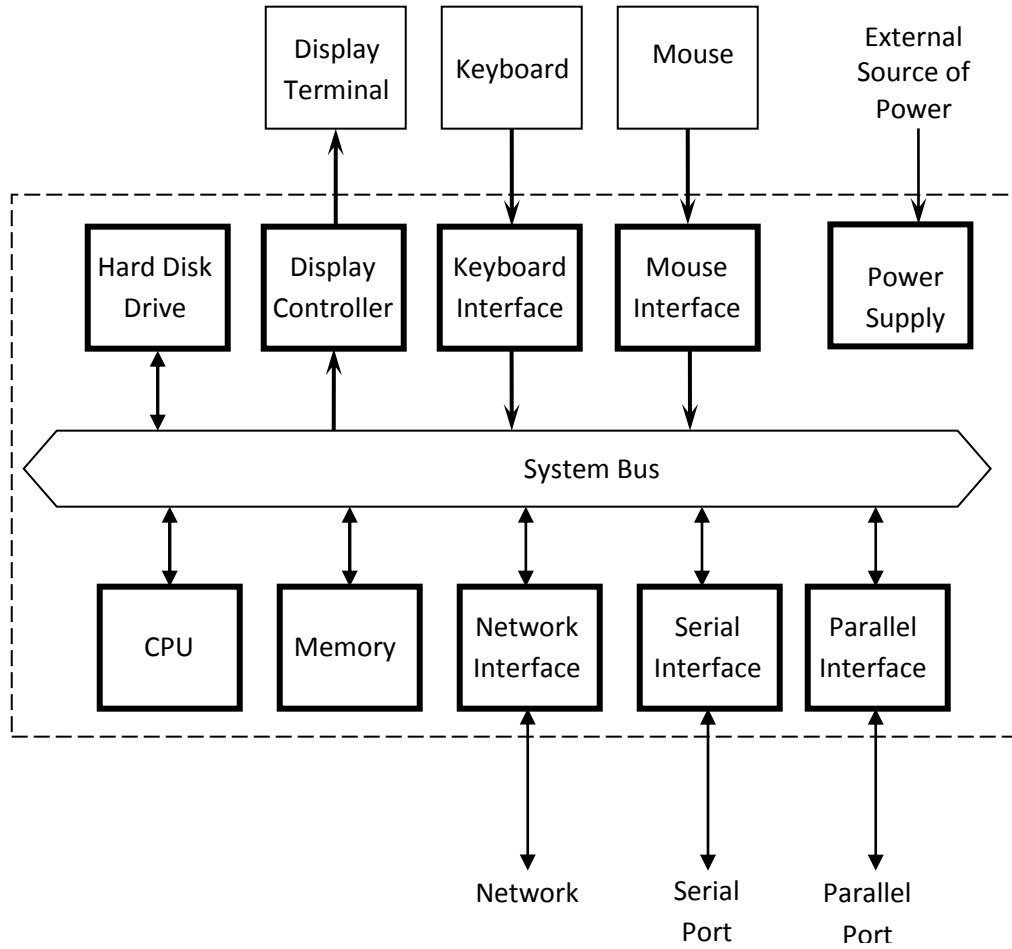 Display
Terminal
Keyboard
Mouse
External
Source of
Power
Hard Disk
Drive
Display
Controller
Keyboard
Interface
Mouse
Interface
Power
Supply
System Bus
CPU
Memory
Network
Interface
Serial
Interface
Parallel
Interface
Network
Serial
Port
Parallel
Port